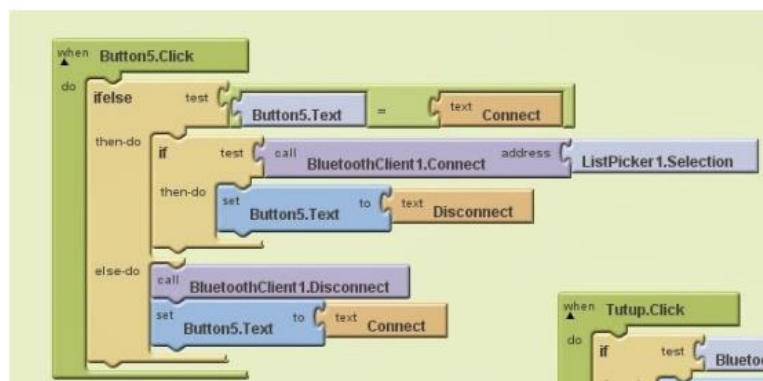 when Button5.Click
do ifelse test Button5.Text = text Connect
then-do if test call BluetoothClient1.Connect address ListPicker1.Selection
then-do set Button5.Text to text Disconnect
else-do call BluetoothClient1.Disconnect
set Button5.Text to text Connect
when Tutup.Click
do if test